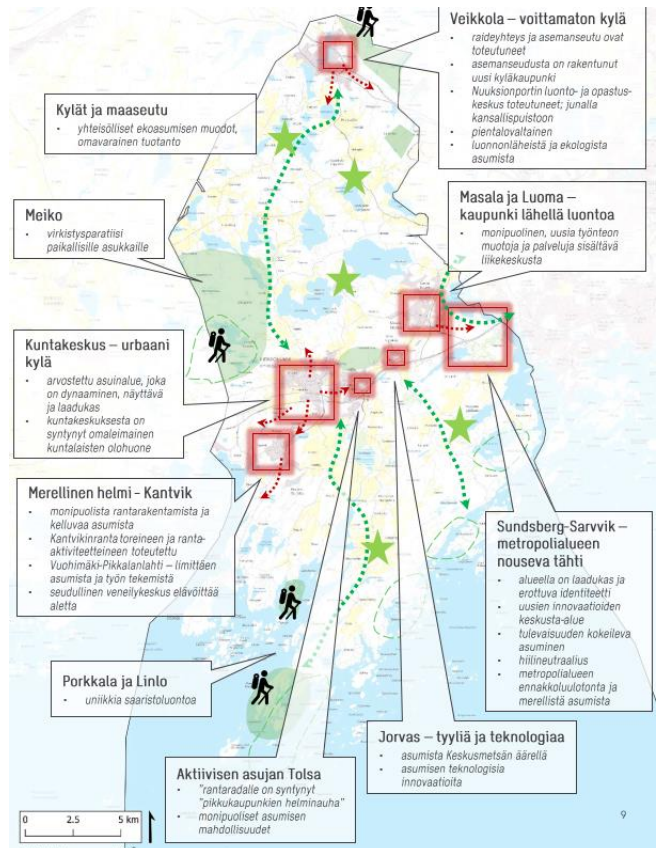 Veikkola – voittamaton kylä
• raideyhteys ja asemanseutu ovat
toteutuneet
• asemanseudusta on rakentunut
uusi kyläkaupunki
• Nuuksionportin luonto- ja opastus-
keskus toteutuneet; junalla
kansallispuistoon
• pientalovaltainen
• luonnonläheistä ja ekologista
asumista
Kylät ja maaseutu
• yhteisölliset ekoasumisen muodot,
omavarainen tuotanto
Masala ja Luoma –
kaupunki lähellä luontoa
• monipuolinen, uusia työnteon
muotoja ja palveluja sisältävä
liikekeskusta
Meiko
• virkistysparatiisi
paikallisille asukkaille
Kuntakeskus – urbaani
kylä
• arvostettu asuinalue, joka
on dynaaminen, näyttävä
ja laadukas
• kuntakeskuksesta on
syntynyt omaleimainen
kuntalaisten olohuone
Merellinen helmi - Kantvik
• monipuolista rantarakentamista ja
kelluvaa asumista
• Kantvikinranta toreineen ja ranta-
aktiviteetteineen toteutettu
• Vuohimäki-Pikkalanlahti – limittäen
asumista ja työn tekemistä
• seudullinen veneilykeskus elävöittää
aletta
Sundsberg-Sarvvik –
metropolialueen
nouseva tähti
• alueella on laadukas ja
erottuva identiteetti
• uusien innovaatioiden
keskusta-alue
• tulevaisuuden kokeileva
asuminen
• hiilineutraalius
• metropolialueen
ennakkoluulotonta ja
merellistä asumista
Porkkala ja Linlo
• uniikkia saaristoluontoa
Jorvas – tyyliä ja teknologiaa
• asumista Keskusmetsän äärellä
• asumisen teknologisia
innovaatioita
Aktiivisen asujan Tolsa
• "rantaradalle on syntynyt
"pikkukaupunkien helminauha"
• monipuoliset asumisen
mahdollisuudet
0 2.5 5 km
9